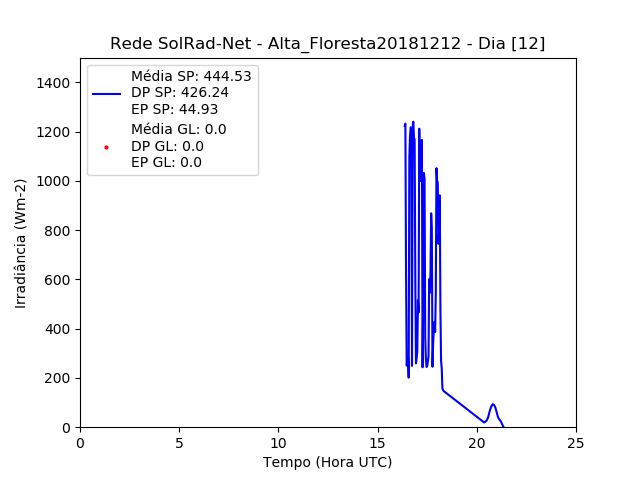 Rede SolRad-Net - Alta_Floresta20181212 - Dia [12]
Média SP: 444.53
DP SP: 426.24
EP SP: 44.93
Média GL: 0.0
DP GL: 0.0
EP GL: 0.0
1400
1200
1000
800
600
400
200
0
Irradiância (Wm-2)
0 5 10 15 20 25
Tempo (Hora UTC)